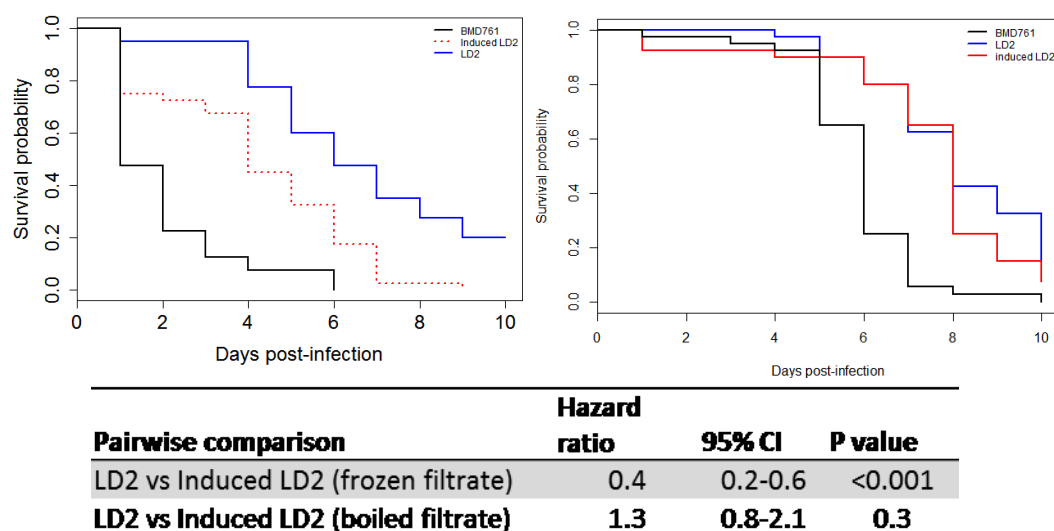 BMD761
Induced LD2
LD2
Survival probability
1.0
0.8
0.6
0.4
0.2
0.0
0 2 4 6 8 10
Days post-infection
BMD761
LD2
induced LD2
Survival probability
1.0
0.8
0.6
0.4
0.2
0.0
0 2 4 6 8 10
Days post-infection
Hazard
Pairwise comparison ratio 95% CI P value
LD2 vs Induced LD2 (frozen filtrate) 0.4 0.2-0.6 <0.001
LD2 vs Induced LD2 (boiled filtrate) 1.3 0.8-2.1 0.3